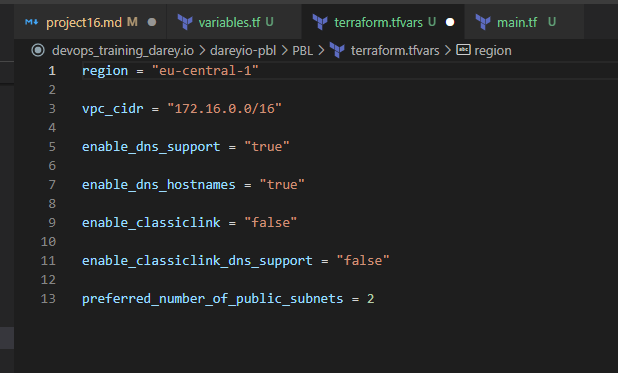 project16.md M variables.tf U terraform.tfvars U main.tf U
devops_training_darey.io > dareyio-pbl > PBL > terraform.tfvars > abc region
1 region = "eu-central-1"
2
3 vpc_cidr = "172.16.0.0/16"
4
5 enable_dns_support = "true"
6
7 enable_dns_hostnames = "true"
8
9 enable_classiclink = "false"
10
11 enable_classiclink_dns_support = "false"
12
13 preferred_number_of_public_subnets = 2